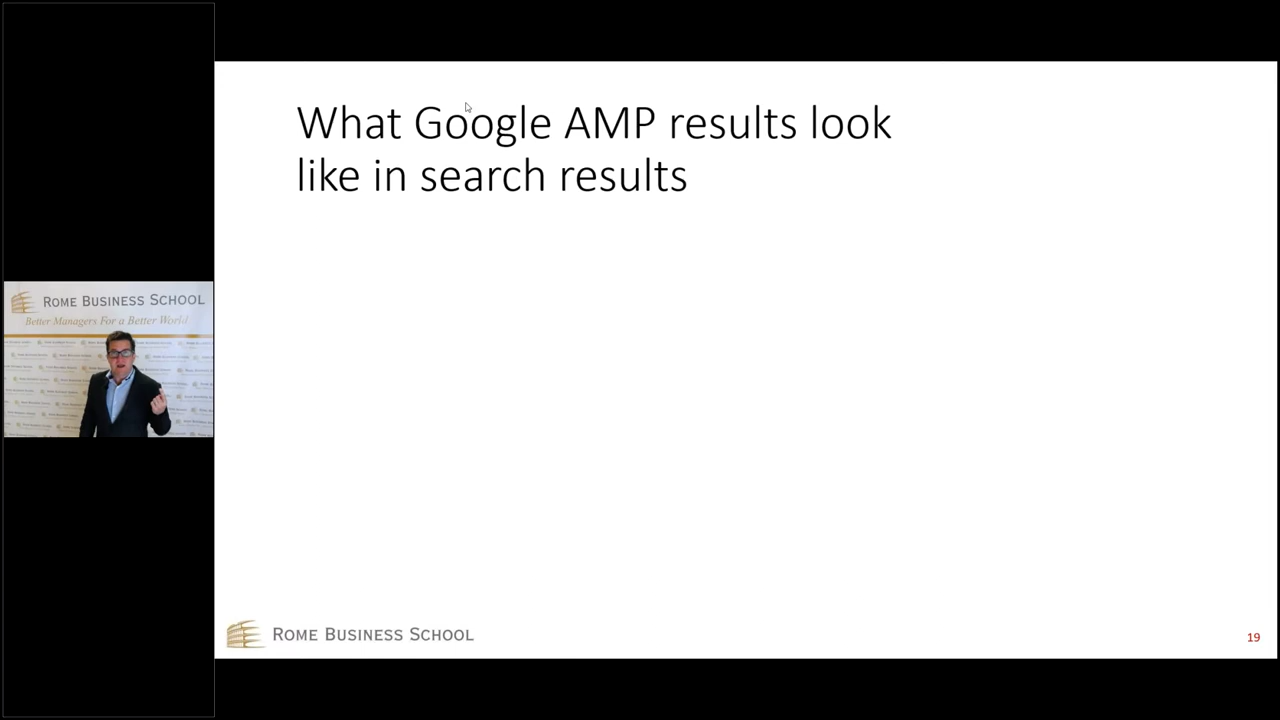 What Google AMP results look
like in search results
ROME BUSINESS SCHOOL
Better Managers For a Better World
ROME BUSINESS SCHOOL
19